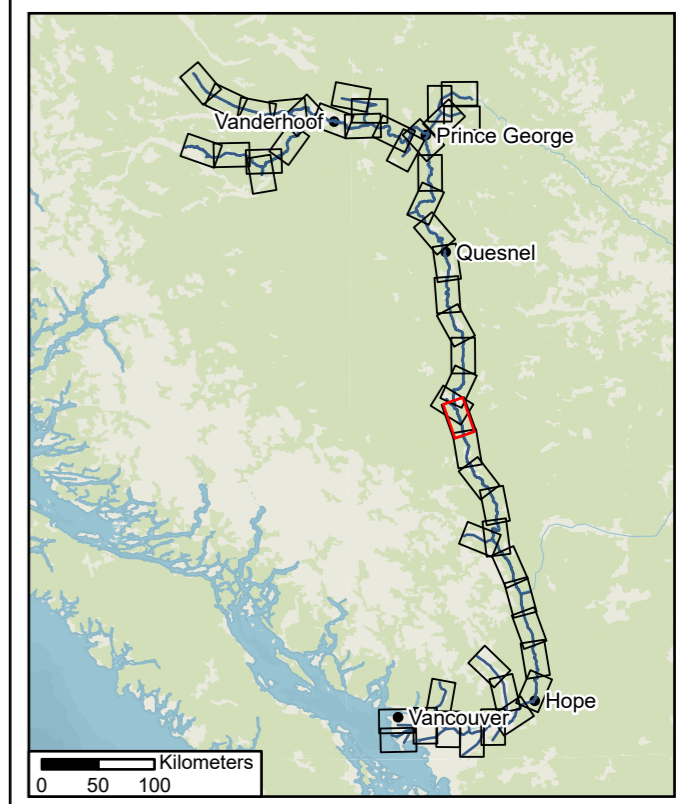 Vanderhoof
Prince George
Quesnel
Hope
Vancouver
Kilometers
0 50 100